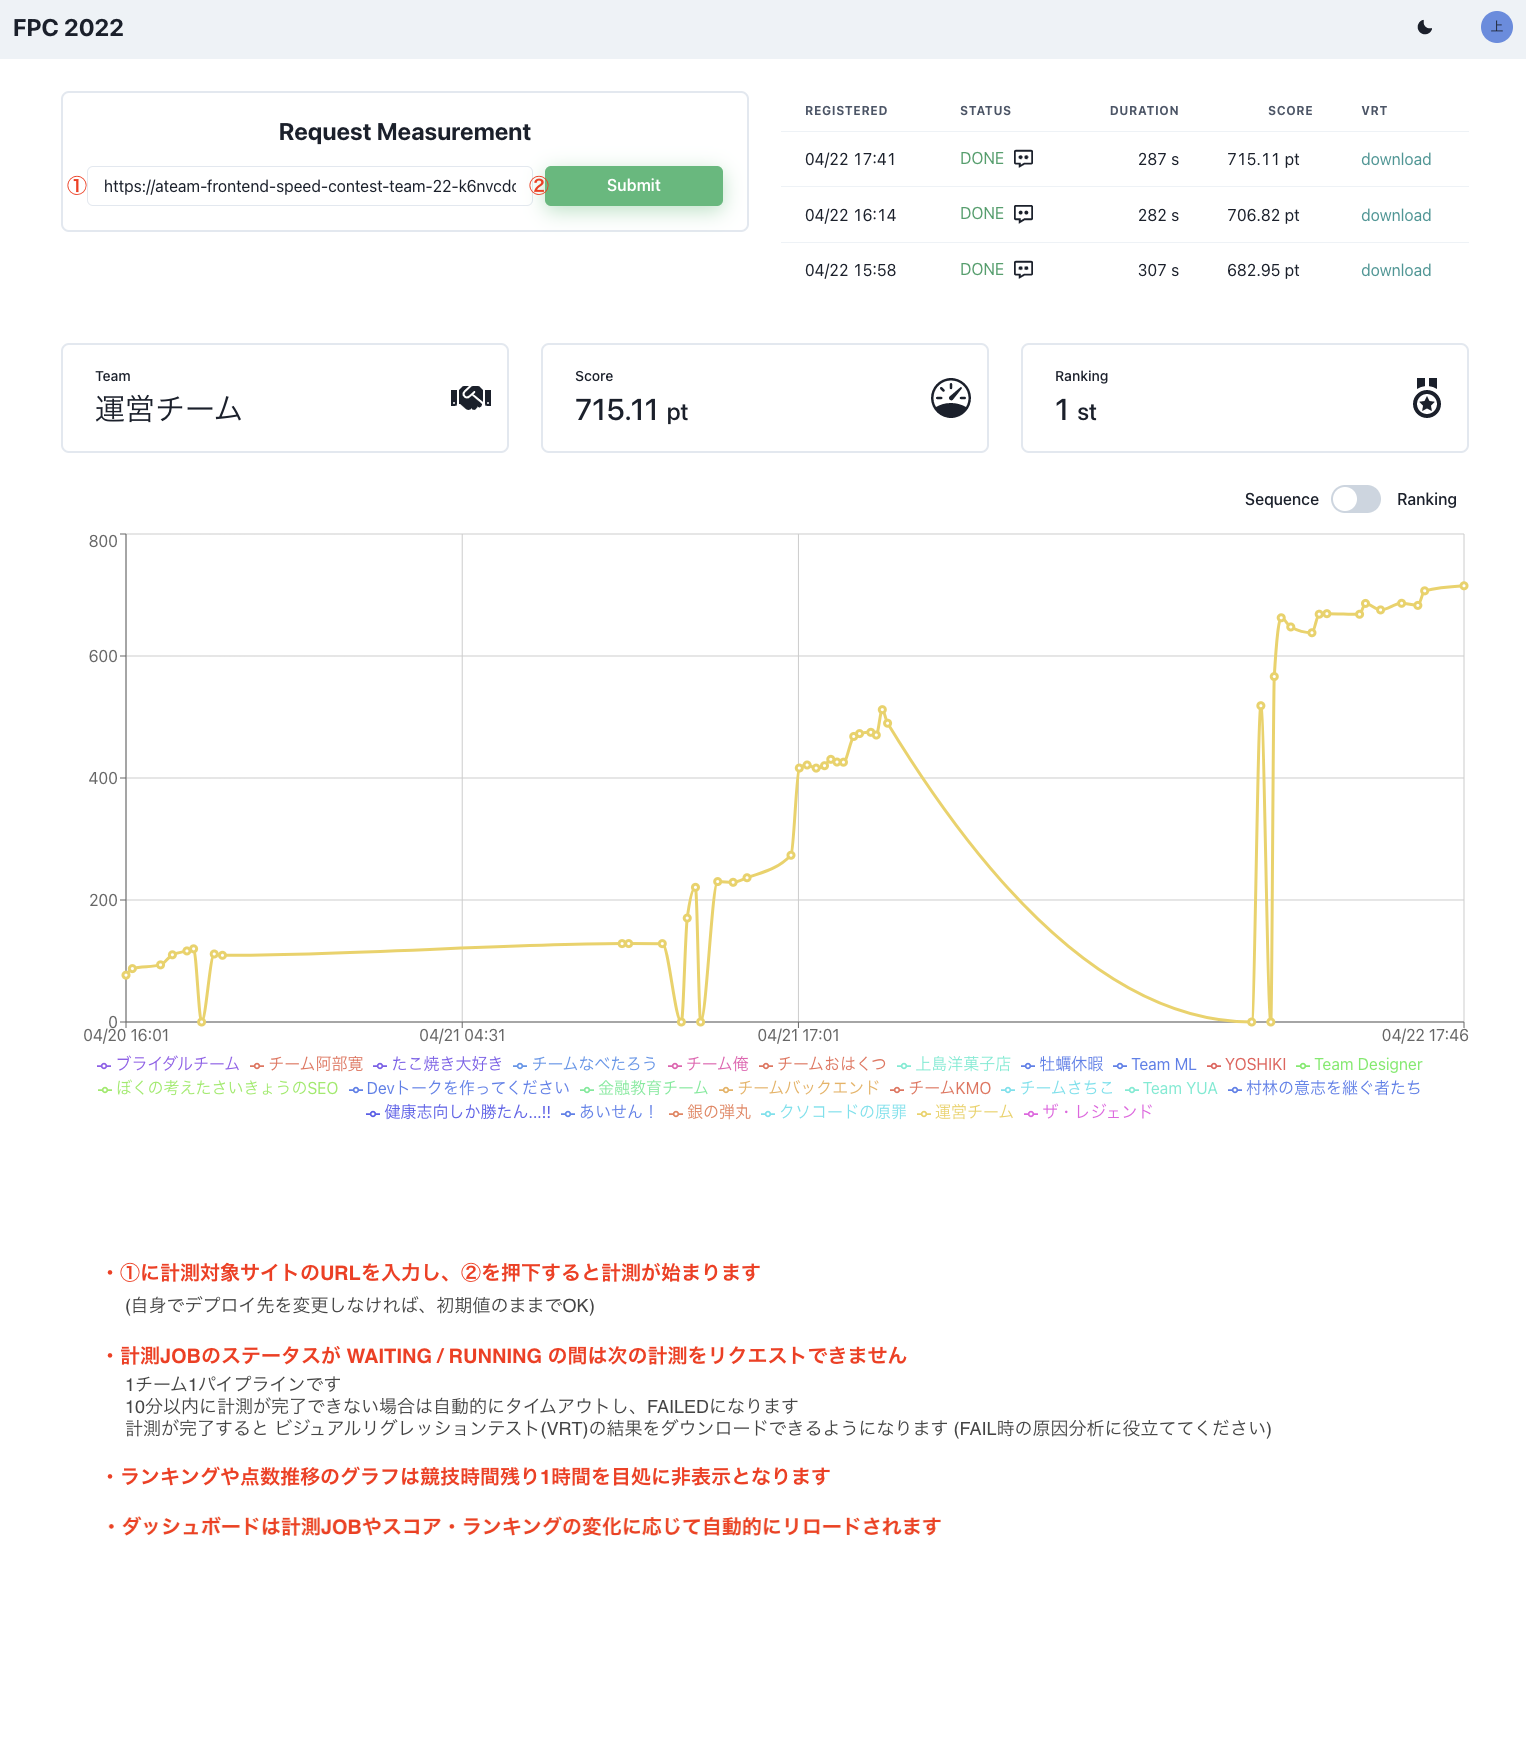 FPC 2022
上
Request Measurement
① https://ateam-frontend-speed-contest-team-22-k6nvcdc ② Submit
REGISTERED STATUS DURATION SCORE VRT
04/22 17:41 DONE 287 s 715.11 pt download
04/22 16:14 DONE 282 s 706.82 pt download
04/22 15:58 DONE 307 s 682.95 pt download
Team
運営チーム
Score
715.11 pt
Ranking
1 st
Sequence Ranking
800
600
400
200
0
04/20 16:01 04/21 04:31 04/21 17:01 04/22 17:46
ブライダルチーム チーム阿部寛 たこ焼き大好き チームなべたろう チーム俺 チームおはくつ 上島洋菓子店 牡蠣休暇 Team ML YOSHIKI Team Designer
ぼくの考えたさいきょうのSEO Devトークを作ってください 金融教育チーム チームバックエンド チームKMO チームさちこ Team YUA 村林の意志を継ぐ者たち
健康志向しか勝たん...!! あいせん！ 銀の弾丸 クソコードの原罪 運営チーム ザ・レジェンド
・①に計測対象サイトのURLを入力し、②を押下すると計測が始まります
(自身でデプロイ先を変更しなければ、初期値のままでOK)
・計測JOBのステータスが WAITING / RUNNING の間は次の計測をリクエストできません
1チーム1パイプラインです
10分以内に計測が完了できない場合は自動的にタイムアウトし、FAILEDになります
計測が完了すると ビジュアルリグレッションテスト(VRT)の結果をダウンロードできるようになります (FAIL時の原因分析に役立ててください)
・ランキングや点数推移のグラフは競技時間残り1時間を目処に非表示となります
・ダッシュボードは計測JOBやスコア・ランキングの変化に応じて自動的にリロードされます